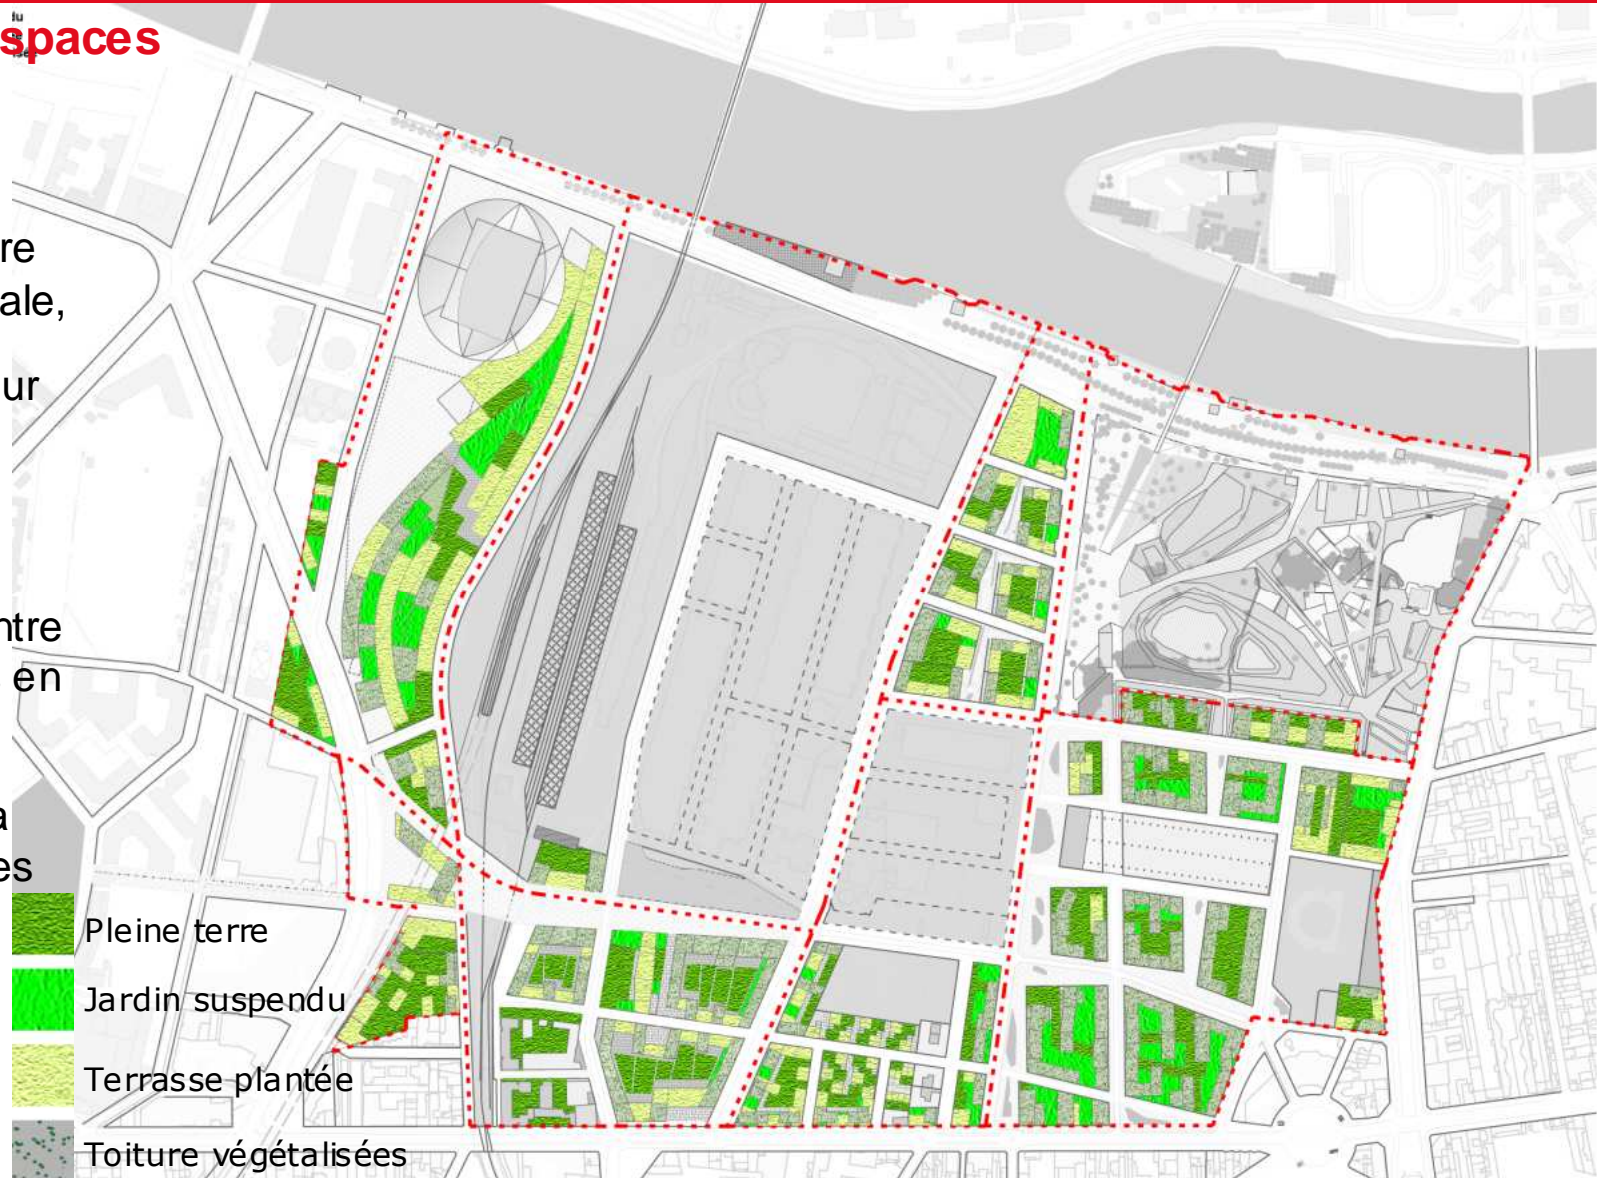 spaces
re
ale,
ur
ntre
en
a
es
Pleine terre
Jardin suspendu
Terrasse plantée
Toiture végétalisées